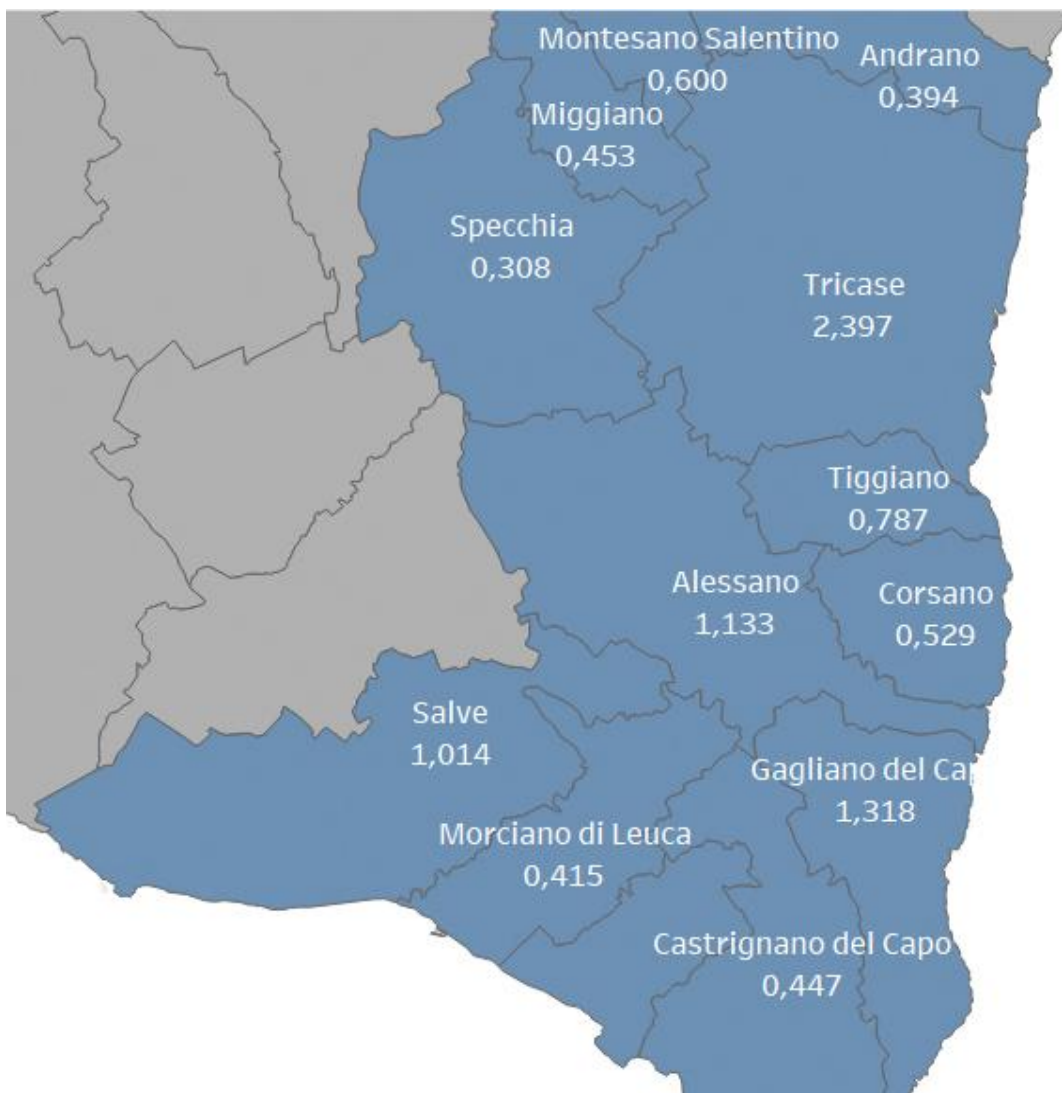 Montesano Salentino
0,600
Andrano
0,394
Miggiano
0,453
Specchia
0,308
Tricase
2,397
Tiggiano
0,787
Alessano
1,133
Corsano
0,529
Salve
1,014
Gagliano del Cap
1,318
Morciano di Leuca
0,415
Castrignano del Capo
0,447